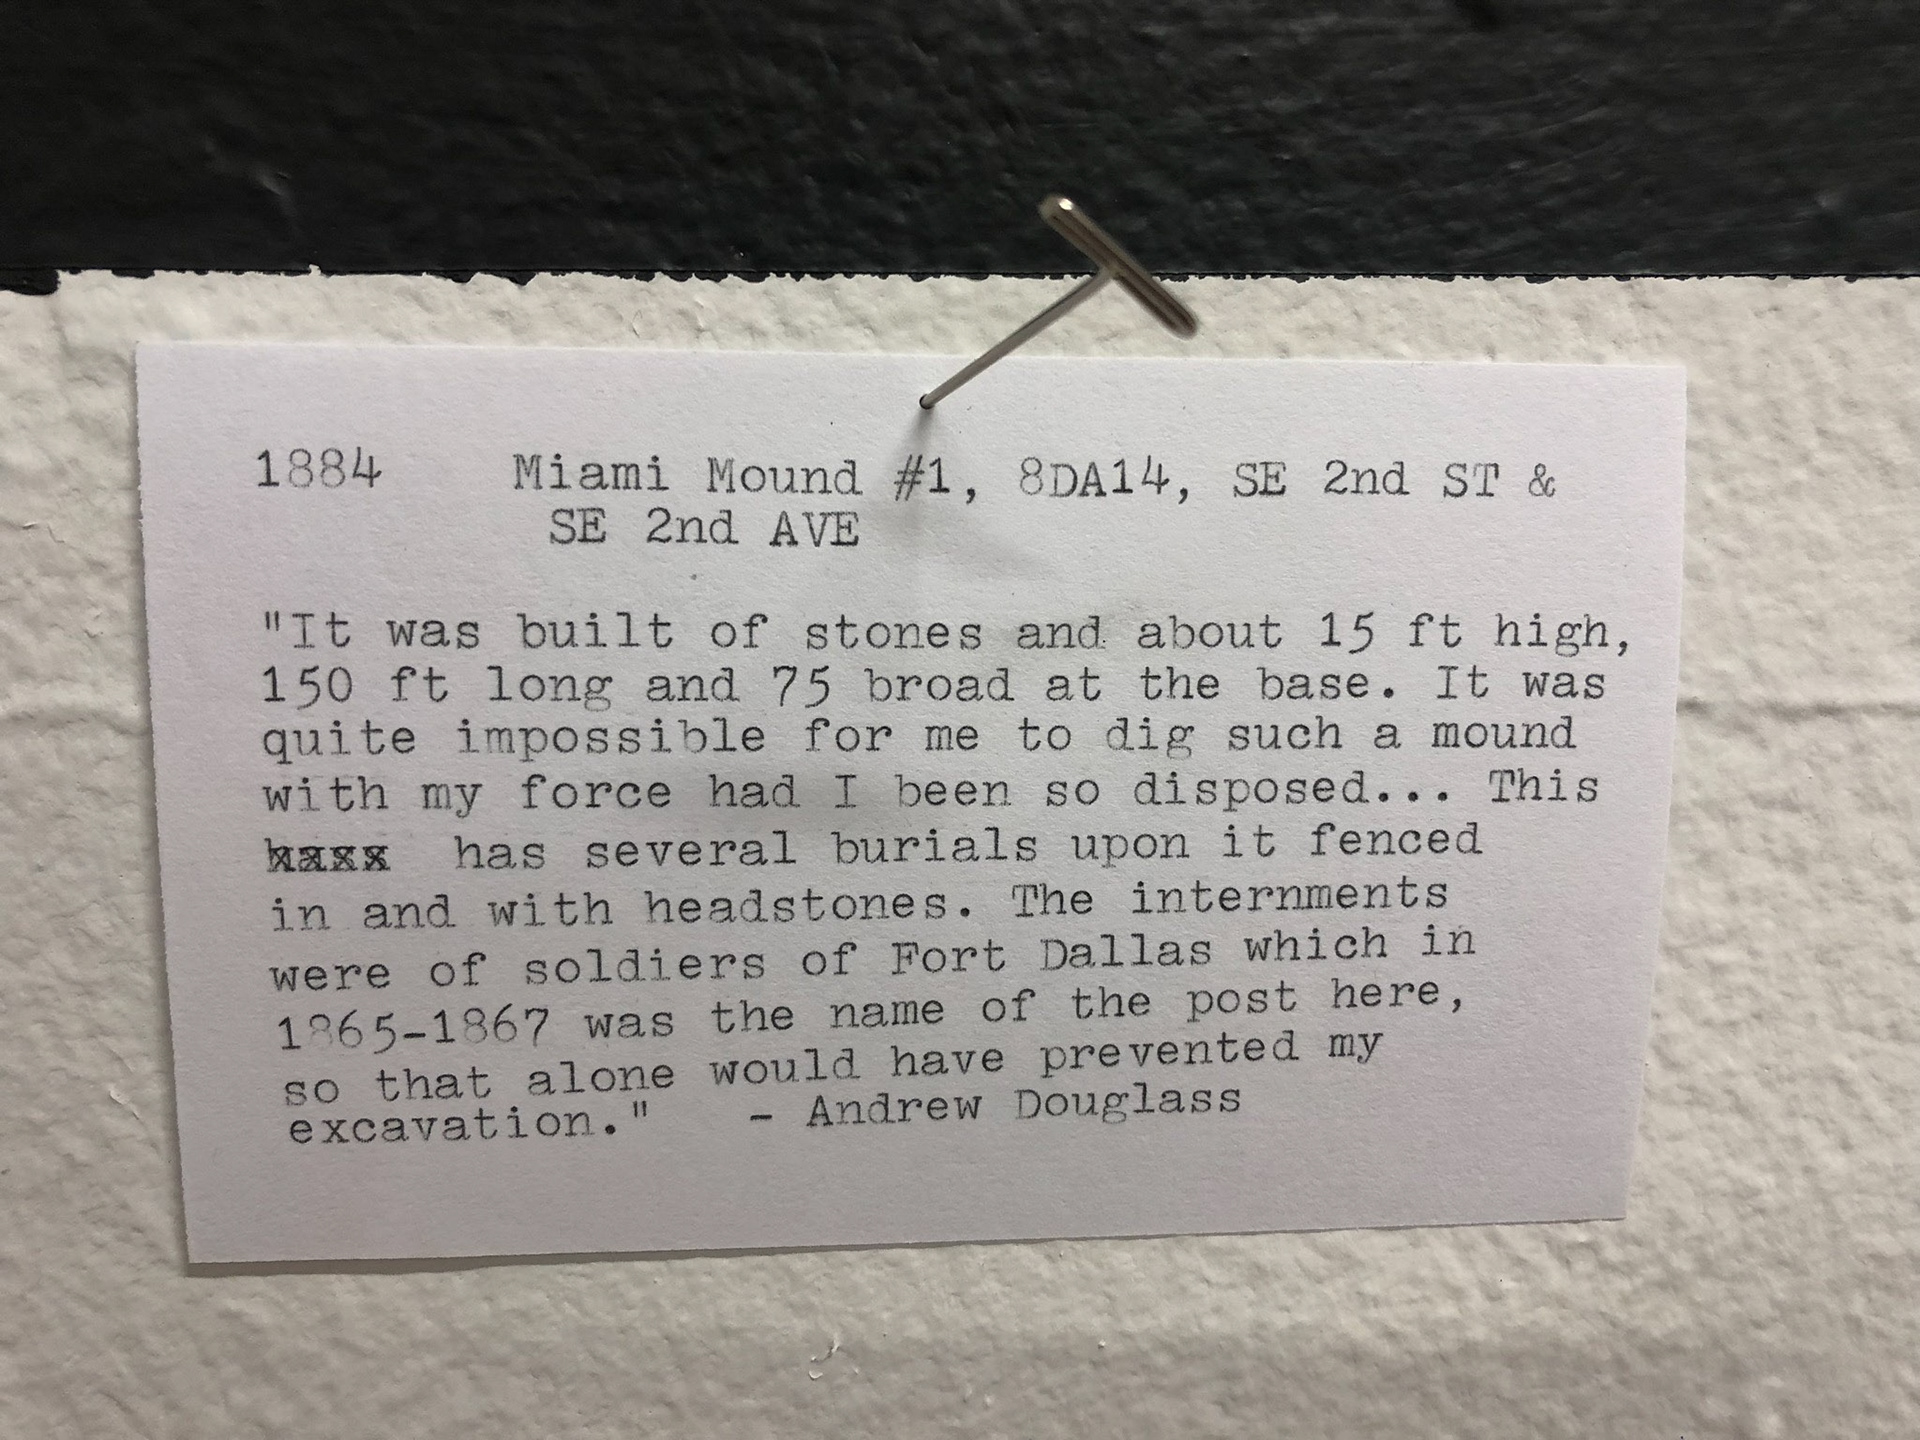 1884 Miami Mound #1, 8DA14, SE 2nd ST &
SE 2nd AVE
"It was built of stones and about 15 ft high,
150 ft long and 75 broad at the base. It was
quite impossible for me to dig such a mound
with my force had I been so disposed... This
has several burials upon it fenced
in and with headstones. The internments
were of soldiers of Fort Dallas which in
1865-1867 was the name of the post here,
so that alone would have prevented my
excavation." - Andrew Douglass